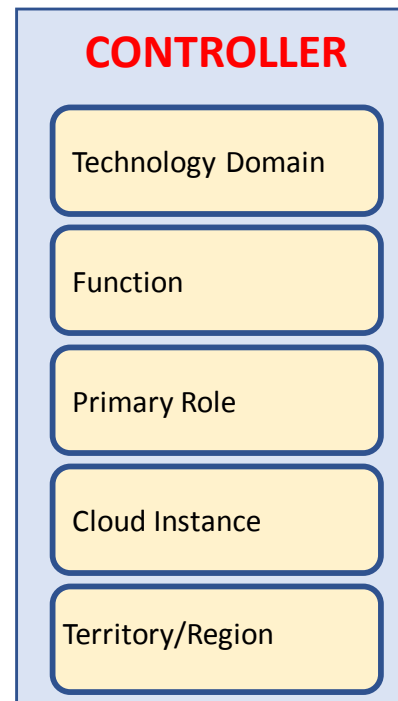 CONTROLLER
Technology Domain
Function
Primary Role
Cloud Instance
Territory/Region